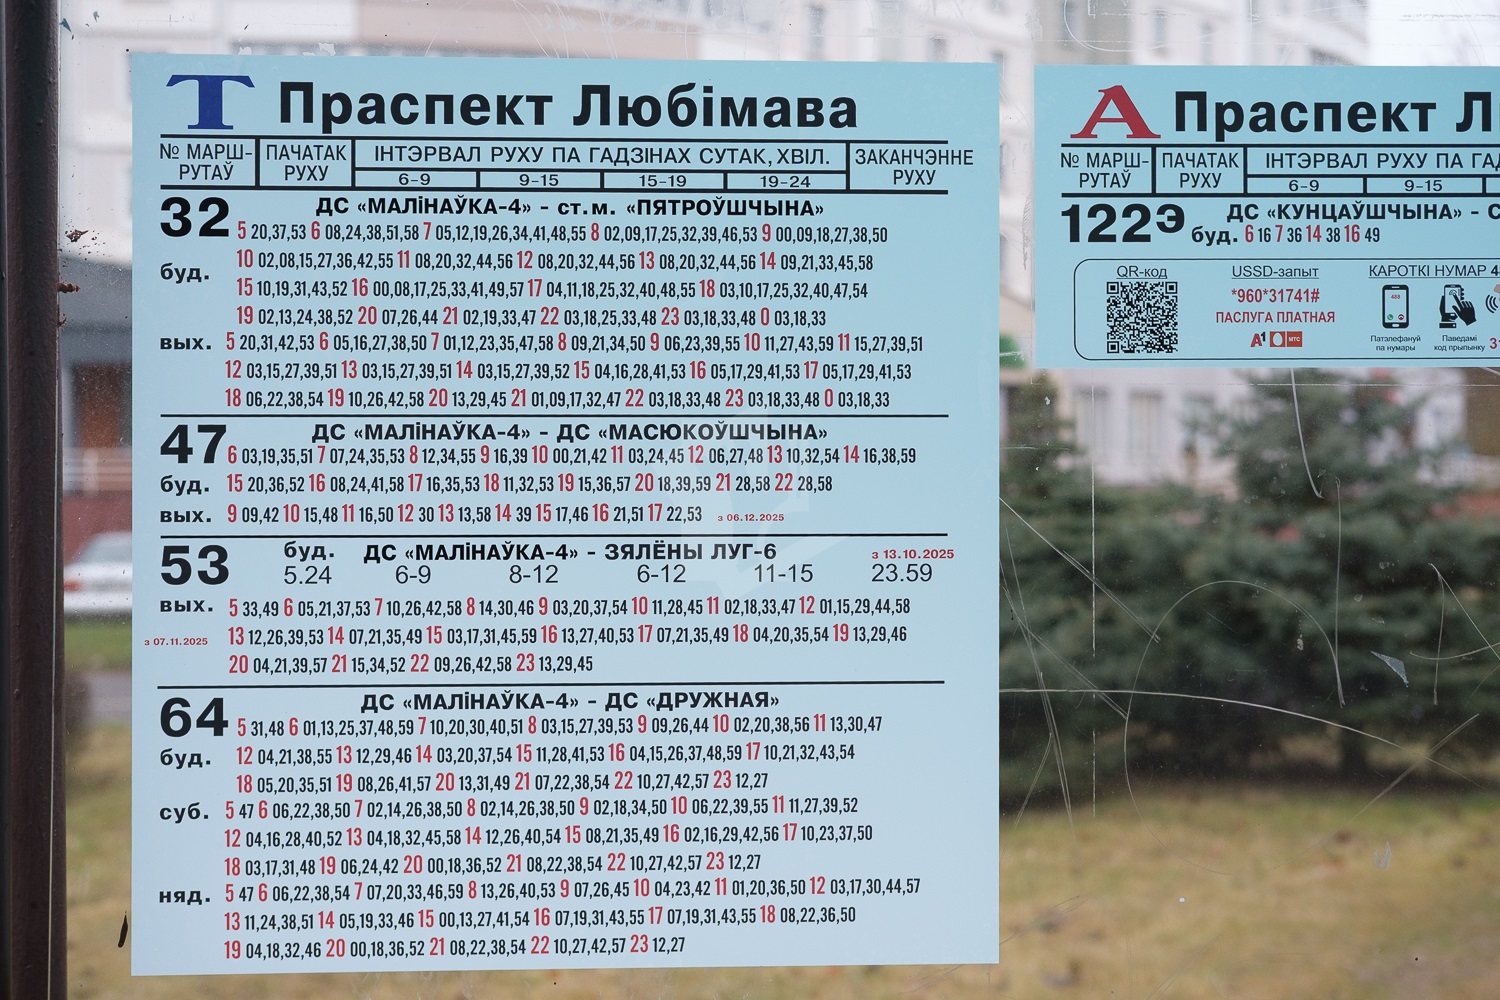 Т Праспект Любімава
№ МАРШ-РУТАЎ ПАЧАТАК РУХУ ІНТЭРВАЛ РУХУ ПА ГАДЗІНАХ СУТАК, ХВІЛ. ЗАКАНЧЭННЕ РУХУ
6-9 9-15 15-19 19-24
32 ДС «МАЛіНАЎКА-4» - ст.м. «ПЯТРОЎШЧЫНА»
5 20,37,53 6 08,24,38,51,58 7 05,12,19,26,34,41,48,55 8 02,09,17,25,32,39,46,53 9 00,09,18,27,38,50
буд. 10 02,08,15,27,36,42,55 11 08,20,32,44,56 12 08,20,32,44,56 13 08,20,32,44,56 14 09,21,33,45,58
15 10,19,31,43,52 16 00,08,17,25,33,41,49,57 17 04,11,18,25,32,40,48,55 18 03,10,17,25,32,40,47,54
19 02,13,24,38,52 20 07,26,44 21 02,19,33,47 22 03,18,25,33,48 23 03,18,33,48 0 03,18,33
вых. 5 20,31,42,53 6 05,16,27,38,50 7 01,12,23,35,47,58 8 09,21,34,50 9 06,23,39,55 10 11,27,43,59 11 15,27,39,51
12 03,15,27,39,51 13 03,15,27,39,51 14 03,15,27,39,52 15 04,16,28,41,53 16 05,17,29,41,53 17 05,17,29,41,53
18 06,22,38,54 19 10,26,42,58 20 13,29,45 21 01,09,17,32,47 22 03,18,33,48 23 03,18,33,48 0 03,18,33
47 ДС «МАЛіНАЎКА-4» - ДС «МАСЮКОЎШЧЫНА»
6 03,19,35,51 7 07,24,35,53 8 12,34,55 9 16,39 10 00,21,42 11 03,24,45 12 06,27,48 13 10,32,54 14 16,38,59
буд. 15 20,36,52 16 08,24,41,58 17 16,35,53 18 11,32,53 19 15,36,57 20 18,39,59 21 28,58 22 28,58
вых. 9 09,42 10 15,48 11 16,50 12 30 13 13,58 14 39 15 17,46 16 21,51 17 22,53 з 06.12.2025
53 буд. ДС «МАЛіНАЎКА-4» - ЗЯЛЁНЫ ЛУГ-6 з 13.10.2025
5.24 6-9 8-12 6-12 11-15 23.59
вых. 5 33,49 6 05,21,37,53 7 10,26,42,58 8 14,30,46 9 03,20,37,54 10 11,28,45 11 02,18,33,47 12 01,15,29,44,58
з 07.11.2025 13 12,26,39,53 14 07,21,35,49 15 03,17,31,45,59 16 13,27,40,53 17 07,21,35,49 18 04,20,35,54 19 13,29,46
20 04,21,39,57 21 15,34,52 22 09,26,42,58 23 13,29,45
64 ДС «МАЛіНАЎКА-4» - ДС «ДРУЖНАЯ»
5 31,48 6 01,13,25,37,48,59 7 10,20,30,40,51 8 03,15,27,39,53 9 09,26,44 10 02,20,38,56 11 13,30,47
буд. 12 04,21,38,55 13 12,29,46 14 03,20,37,54 15 11,28,41,53 16 04,15,26,37,48,59 17 10,21,32,43,54
18 05,20,35,51 19 08,26,41,57 20 13,31,49 21 07,22,38,54 22 10,27,42,57 23 12,27
суб. 5 47 6 06,22,38,50 7 02,14,26,38,50 8 02,14,26,38,50 9 02,18,34,50 10 06,22,39,55 11 11,27,39,52
12 04,16,28,40,52 13 04,18,32,45,58 14 12,26,40,54 15 08,21,35,49 16 02,16,29,42,56 17 10,23,37,50
18 03,17,31,48 19 06,24,42 20 00,18,36,52 21 08,22,38,54 22 10,27,42,57 23 12,27
няд. 5 47 6 06,22,38,54 7 07,20,33,46,59 8 13,26,40,53 9 07,26,45 10 04,23,42 11 01,20,36,50 12 03,17,30,44,57
13 11,24,38,51 14 05,19,33,46 15 00,13,27,41,54 16 07,19,31,43,55 17 07,19,31,43,55 18 08,22,36,50
19 04,18,32,46 20 00,18,36,52 21 08,22,38,54 22 10,27,42,57 23 12,27
А Праспект Л
№ МАРШ-РУТАЎ ПАЧАТАК РУХУ ІНТЭРВАЛ РУХУ ПА ГАД
6-9 9-15
122Э ДС «КУНЦАЎШЧЫНА» - С
буд. 6 16 7 36 14 38 16 49
QR-код USSD-запыт КАРОТКІ НУМАР 4
*960*31741#
ПАСЛУГА ПЛАТНАЯ
А1 МТС
488
Патэлефануй па нумары
Паведамі код прыпынку
31